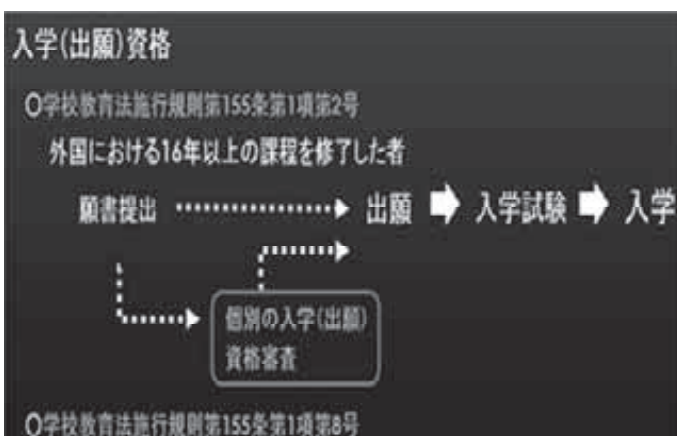 入学(出願)資格
〇学校教育法施行規則第155条第1項第2号
外国における16年以上の課程を修了した者
願書提出 出願 入学試験 入学
個別の入学(出願)
資格審査
〇学校教育法施行規則第155条第1項第8号